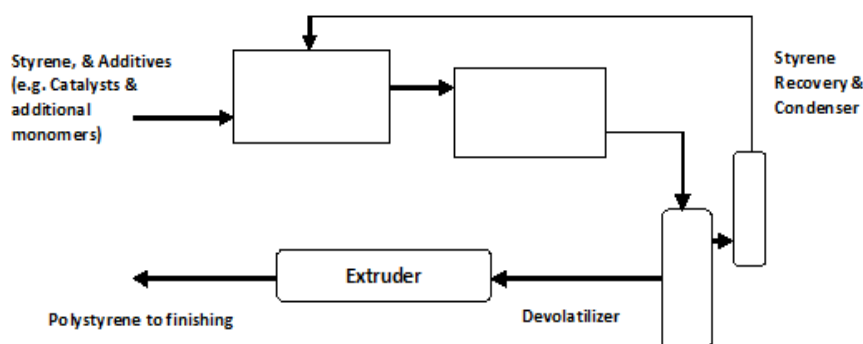 Styrene, & Additives
(e.g. Catalysts &
additional
monomers)
Styrene
Recovery &
Condenser
Extruder
Polystyrene to finishing
Devolatilizer